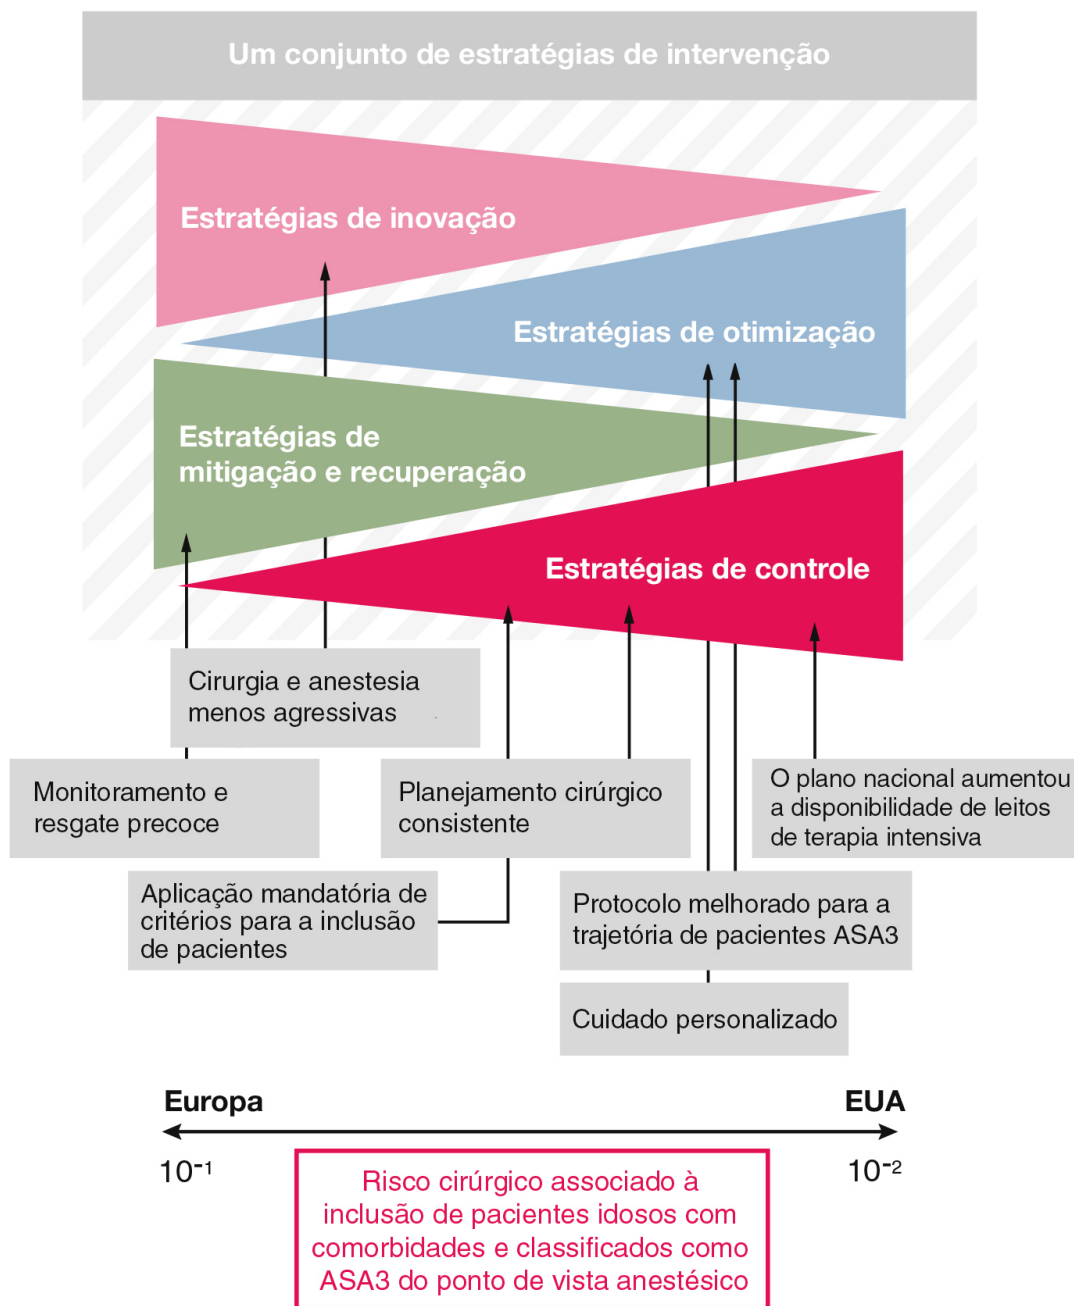 Um conjunto de estratégias de intervenção
Estratégias de inovação
Estratégias de otimização
Estratégias de
mitigação e recuperação
Estratégias de controle
Cirurgia e anestesia
menos agressivas
Monitoramento e
resgate precoce
Planejamento cirúrgico
consistente
O plano nacional aumentou
a disponibilidade de leitos
de terapia intensiva
Aplicação mandatória de
critérios para a inclusão
de pacientes
Protocolo melhorado para a
trajetória de pacientes ASA3
Cuidado personalizado
Europa
EUA
10⁻¹
10⁻²
Risco cirúrgico associado à
inclusão de pacientes idosos com
comorbidades e classificados como
ASA3 do ponto de vista anestésico